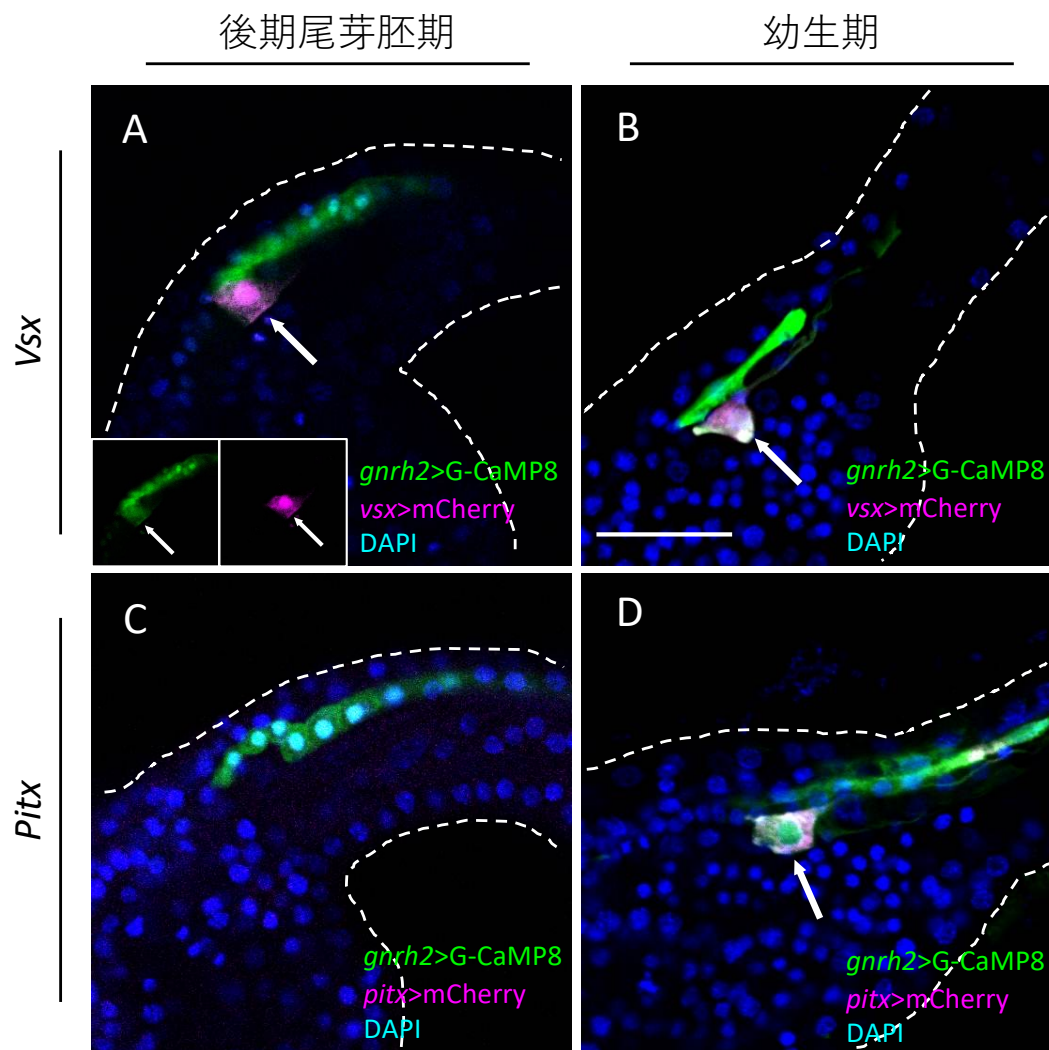 後期尾芽胚期
幼生期
Vsx
A
gnrh2>G-CaMP8
vsx>mCherry
DAPI
B
gnrh2>G-CaMP8
vsx>mCherry
DAPI
Pitx
C
gnrh2>G-CaMP8
pitx>mCherry
DAPI
D
gnrh2>G-CaMP8
pitx>mCherry
DAPI